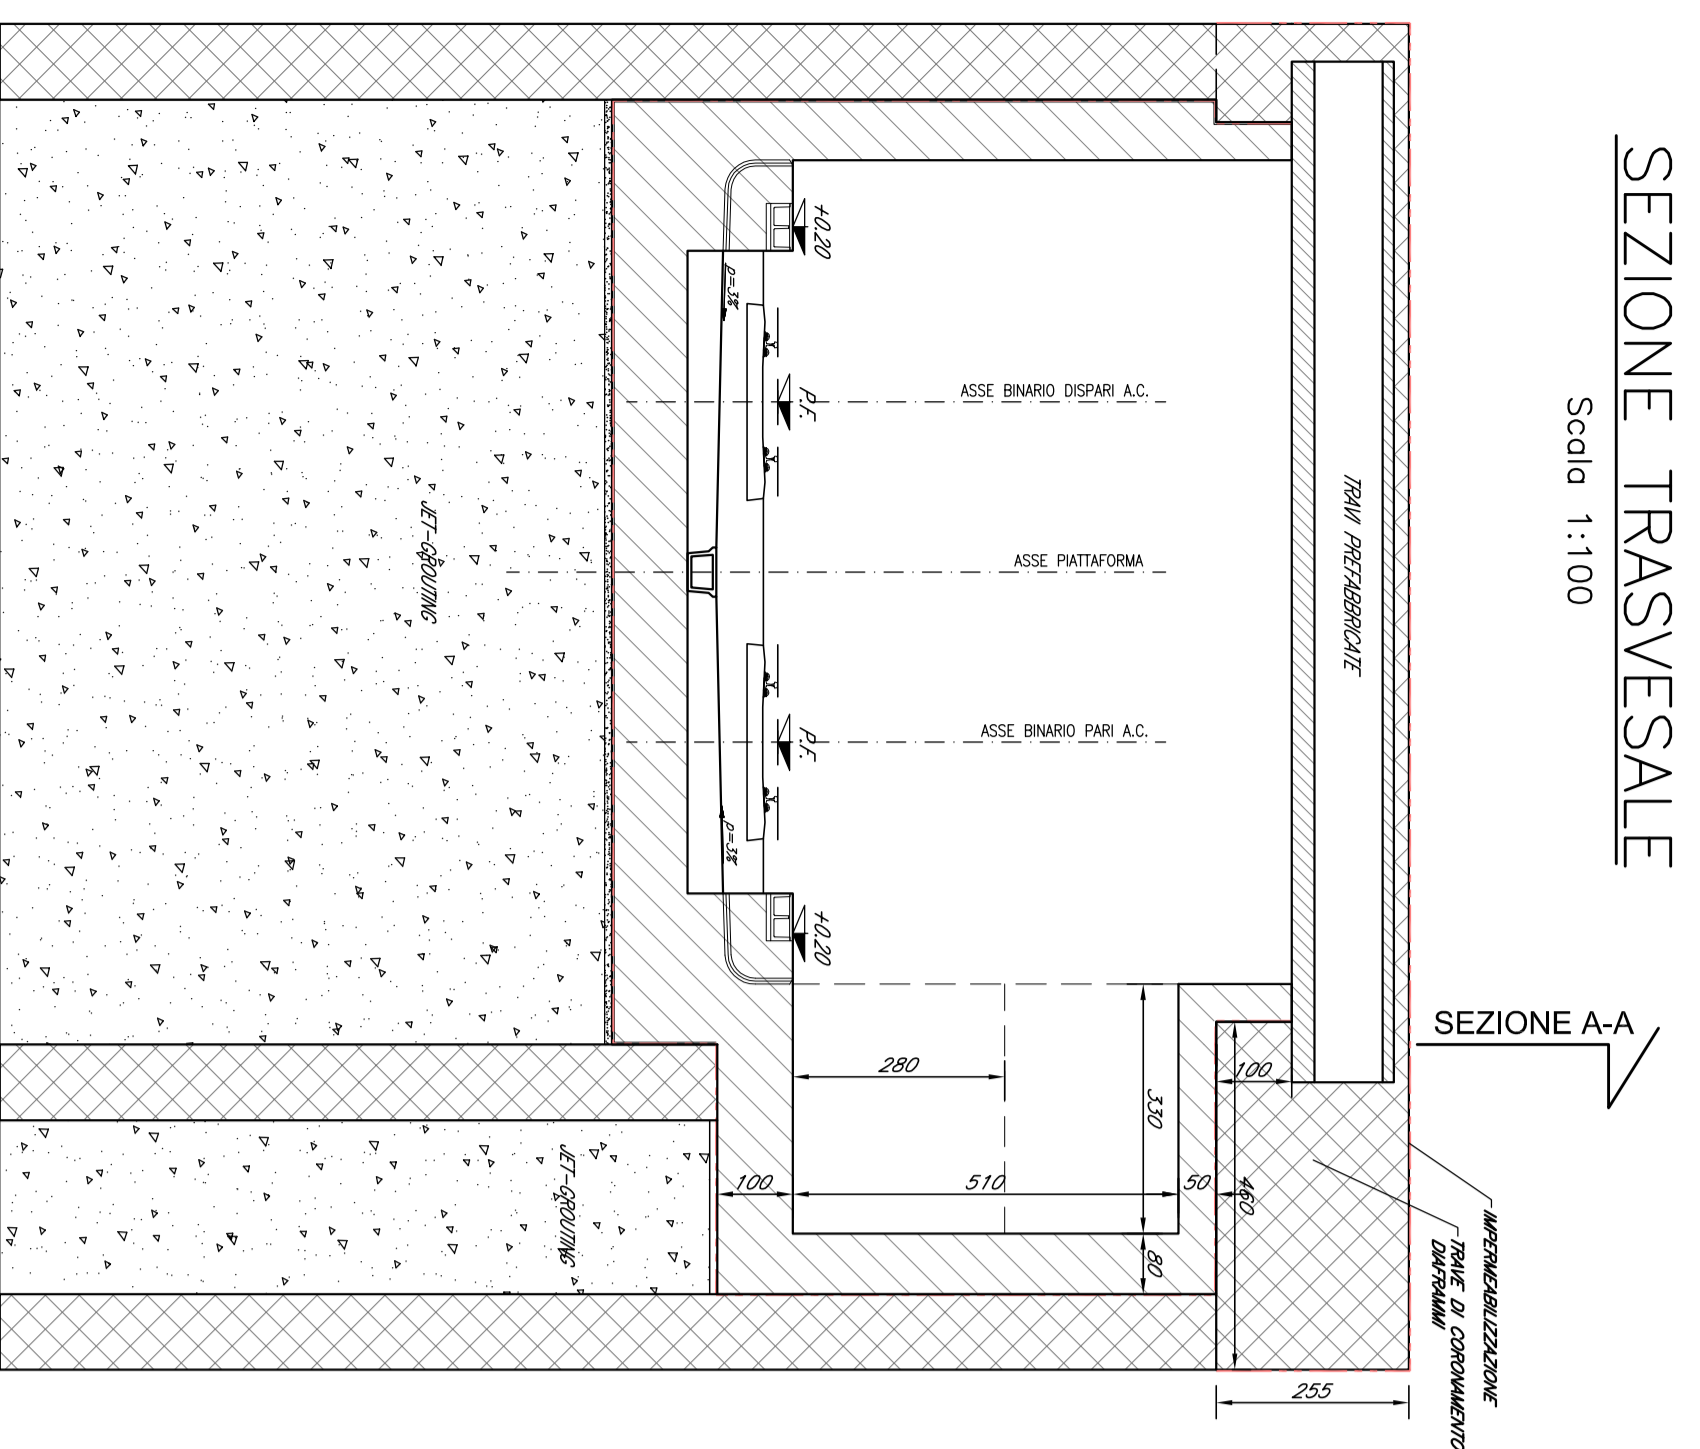 SEZIONE TRASVESALE
Scala 1:100
SEZIONE A-A
IMPERMEABILIZZAZIONE
TRAVE DI CORONAMENTO
DIAFRAMMI
TRAVI PREFABBRICATE
ASSE BINARIO DISPARI A.C.
ASSE PIATTAFORMA
ASSE BINARIO PARI A.C.
100
460
255
330
280
510
50
80
100
+0.20
P.F.
P.F.
+0.20
p=3%
p=3%
JET-GROUTING
JET-GROUTING